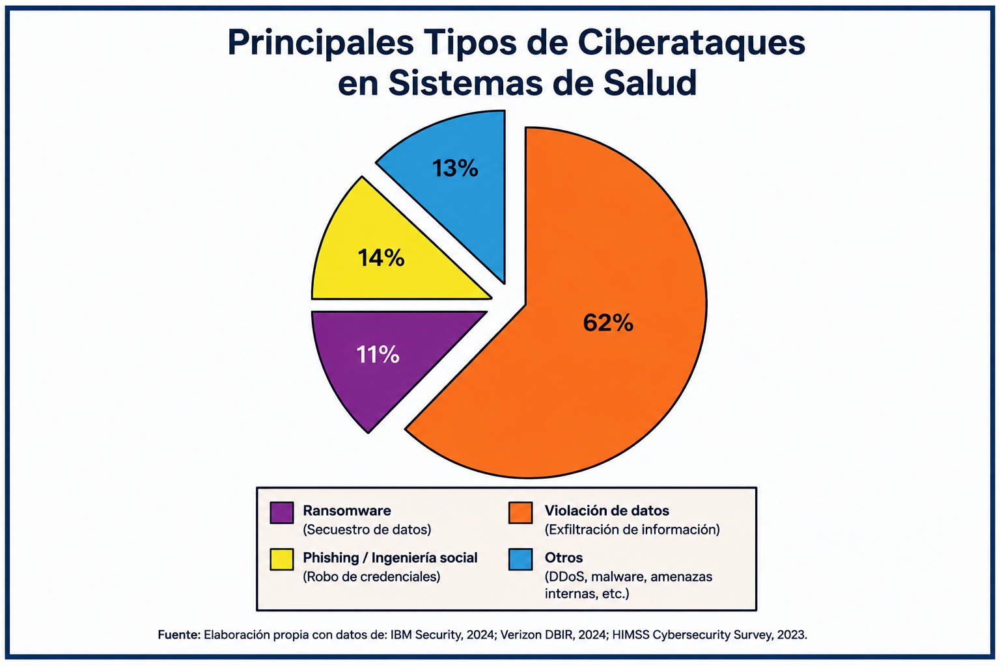 Principales Tipos de Ciberataques
en Sistemas de Salud
13%
14%
62%
11%
Ransomware
(Secuestro de datos)
Violación de datos
(Exfiltración de información)
Phishing / Ingeniería social
(Robo de credenciales)
Otros
(DDoS, malware, amenazas
internas, etc.)
Fuente: Elaboración propia con datos de: IBM Security, 2024; Verizon DBIR, 2024; HIMSS Cybersecurity Survey, 2023.